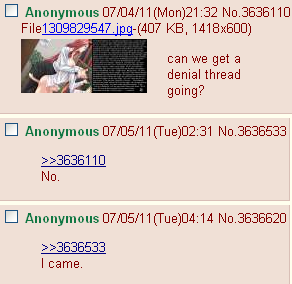 Anonymous 07/04/11(Mon)21:32 No.3636110
File1309829547.jpg-(407 KB, 1418x600)
can we get a
denial thread
going?
Anonymous 07/05/11(Tue)02:31 No.3636533
>>3636110
No.
Anonymous 07/05/11(Tue)04:14 No.3636620
>>3636533
I came.